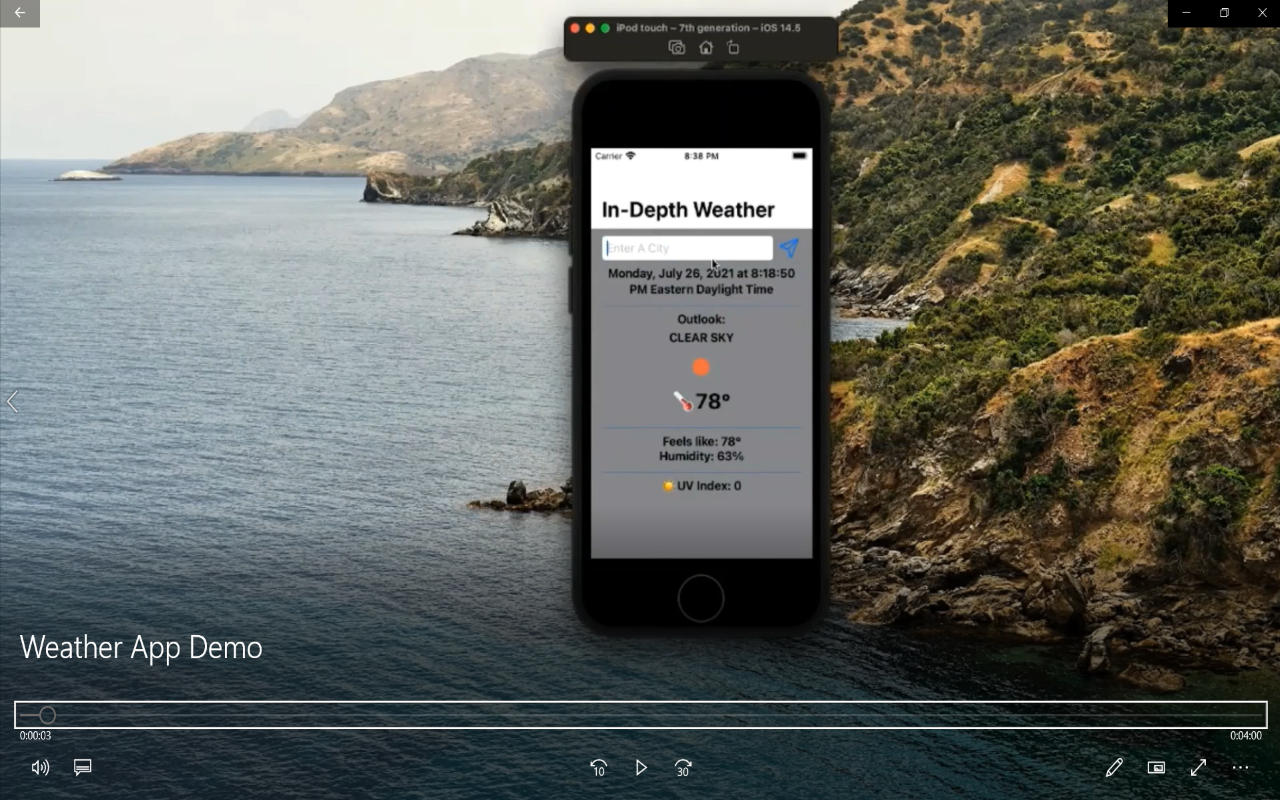 iPod touch – 7th generation – iOS 14.5
Carrier
8:38 PM
In-Depth Weather
Enter A City
Monday, July 26, 2021 at 8:18:50
PM Eastern Daylight Time
Outlook:
CLEAR SKY
78°
Feels like: 78°
Humidity: 63%
UV Index: 0
Weather App Demo
0:00:03
0:04:00
10
30